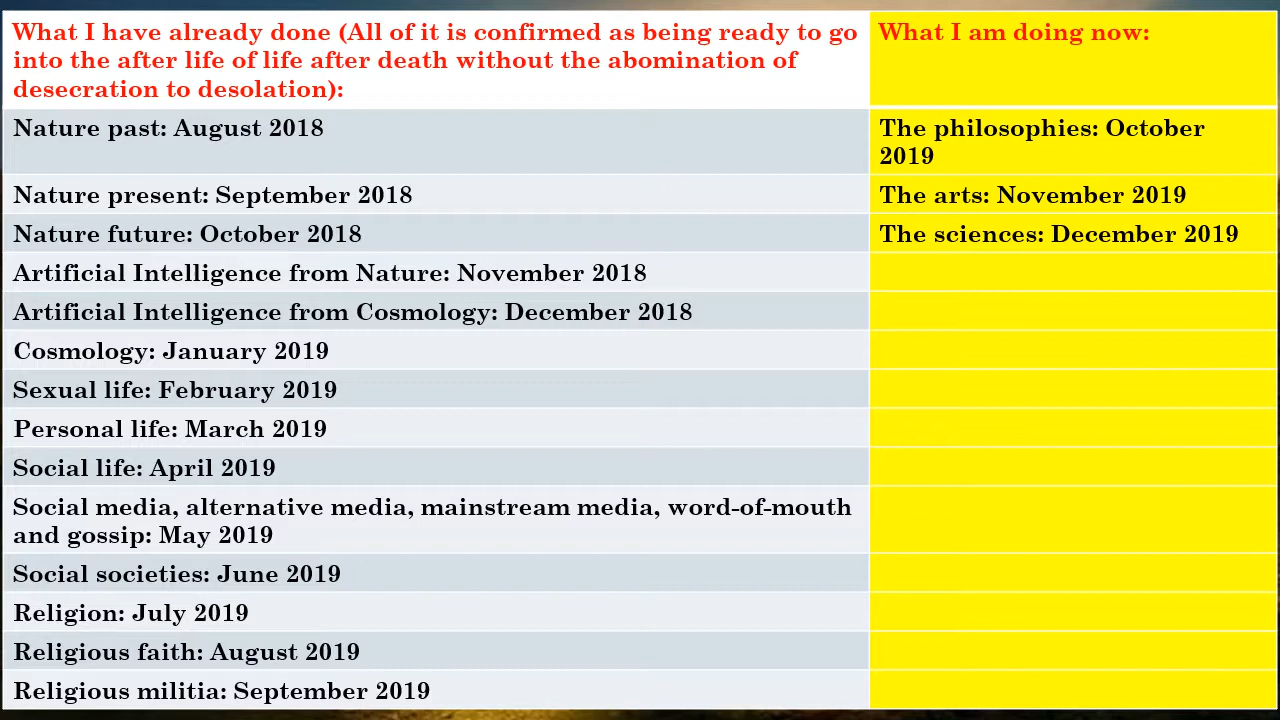 What I have already done (All of it is confirmed as being ready to go
into the after life of life after death without the abomination of
desecration to desolation):
What I am doing now:
Nature past: August 2018
The philosophies: October
2019
Nature present: September 2018
The arts: November 2019
Nature future: October 2018
The sciences: December 2019
Artificial Intelligence from Nature: November 2018
Artificial Intelligence from Cosmology: December 2018
Cosmology: January 2019
Sexual life: February 2019
Personal life: March 2019
Social life: April 2019
Social media, alternative media, mainstream media, word-of-mouth
and gossip: May 2019
Social societies: June 2019
Religion: July 2019
Religious faith: August 2019
Religious militia: September 2019